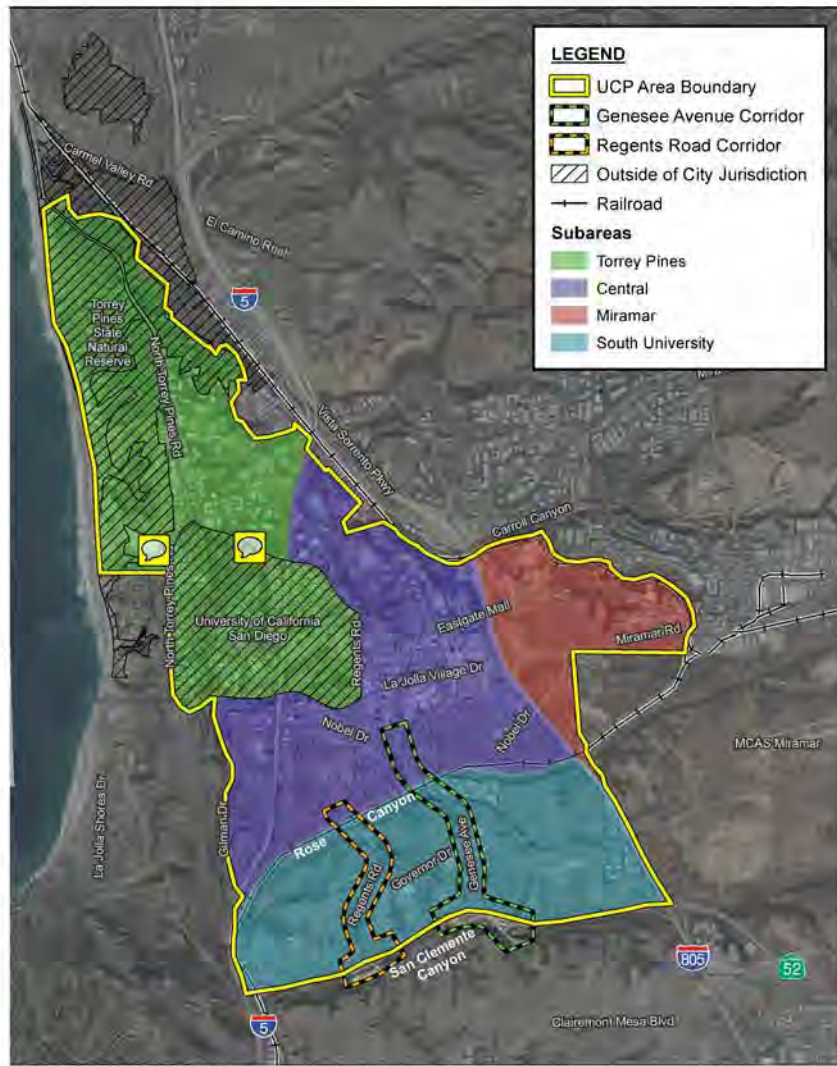 LEGEND
UCP Area Boundary
Genesee Avenue Corridor
Regents Road Corridor
Outside of City Jurisdiction
Railroad
Subareas
Torrey Pines
Central
Miramar
South University
Carmel Valley Rd
El Camino Real
5
Torrey
Pines
State
Natural
Reserve
North Torrey Pines Rd
Vista Sorrento Pkwy
Carroll Canyon
North Torrey Pines Rd
University of California
San Diego
Regents Rd
Eastgate Mall
Miramar Rd
La Jolla Village Dr
Nobel Dr
Nobel Dr
MCAS Miramar
La Jolla Shores Dr
Gilman Dr
Rose Canyon
Regents Rd
Governor Dr
Genesee Ave
San Clemente
Canyon
805
52
5
Clairemont Mesa Blvd